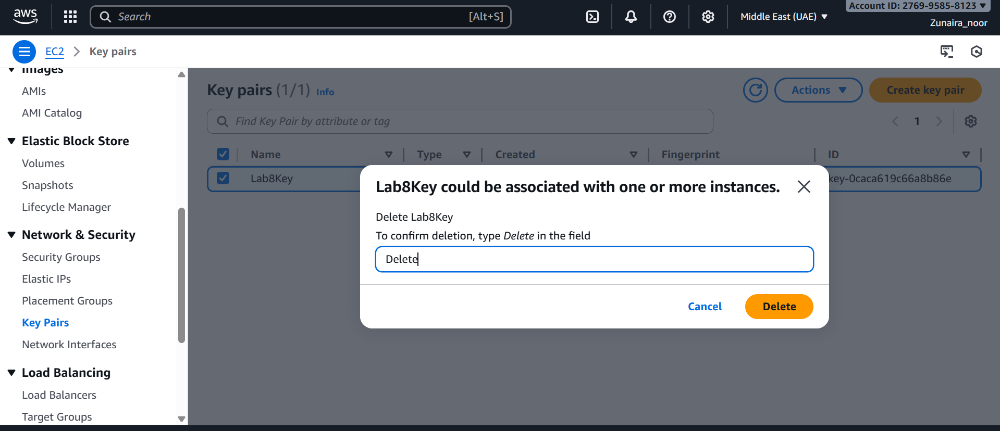 aws
Search [Alt+S]
Middle East (UAE)
Account ID: 2769-9585-8123
Zunaira_noor
EC2
Key pairs
Images
AMIs
AMI Catalog
Elastic Block Store
Volumes
Snapshots
Lifecycle Manager
Network & Security
Security Groups
Elastic IPs
Placement Groups
Key Pairs
Network Interfaces
Load Balancing
Load Balancers
Target Groups
Key pairs (1/1) Info
Actions
Create key pair
Find Key Pair by attribute or tag
1
Name Type Created Fingerprint ID
Lab8Key key-0caca619c66a8b86e
Lab8Key could be associated with one or more instances.
Delete Lab8Key
To confirm deletion, type Delete in the field
Delete
Cancel Delete